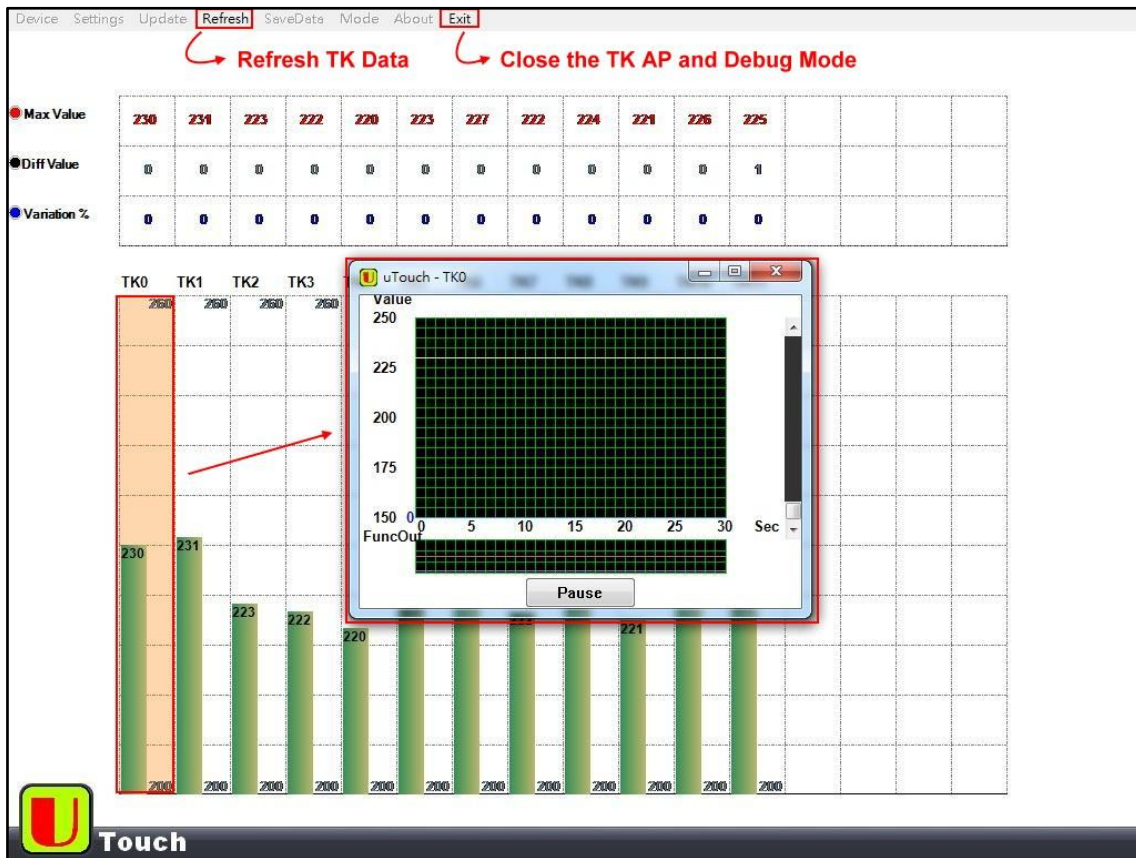 Device Settings Update Refresh SaveData Mode About Exit
Refresh TK Data Close the TK AP and Debug Mode
Max Value 230 231 223 222 220 223 227 222 224 221 226 225
Diff Value 0 0 0 0 0 0 0 0 0 0 0 1
Variation % 0 0 0 0 0 0 0 0 0 0 0 0
TK0 TK1 TK2 TK3
260 260 260 260
uTouch - TK0
Value
250
225
200
175
150 0
0 5 10 15 20 25 30 Sec
FuncOut
Pause
230 231 223 222 220 221
200 200 200 200 200 200 200 200 200 200 200 200
U Touch